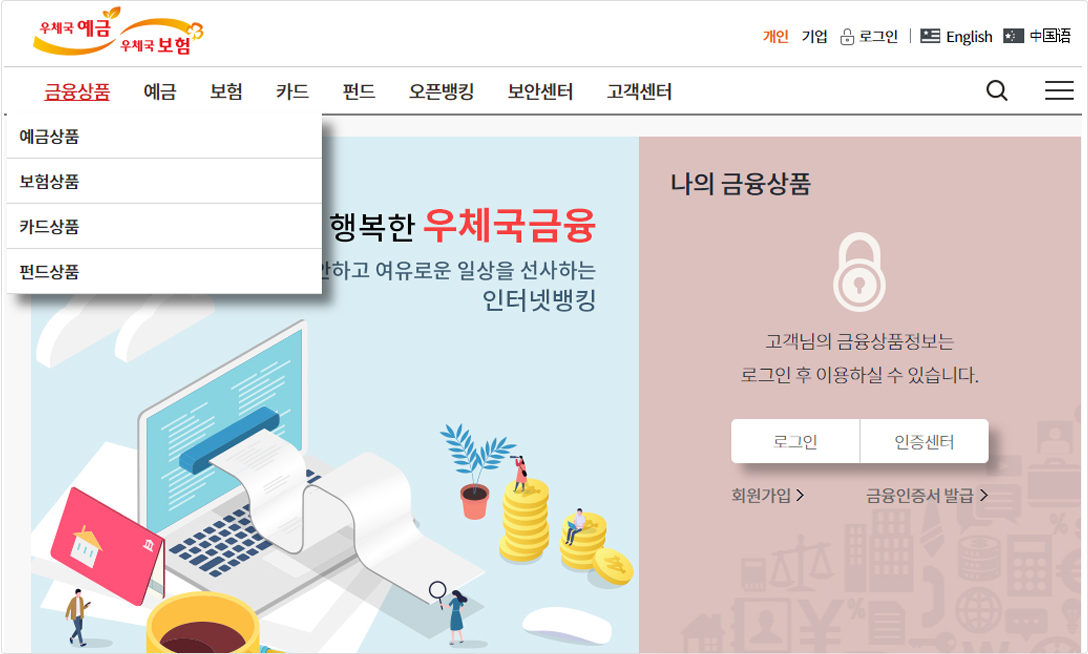 우체국 예금
우체국 보험
개인 기업 로그인 English 中国语
금융상품 예금 보험 카드 펀드 오픈뱅킹 보안센터 고객센터
예금상품
보험상품
카드상품
펀드상품
행복한 우체국금융
하고 여유로운 일상을 선사하는
인터넷뱅킹
나의 금융상품
고객님의 금융상품정보는
로그인 후 이용하실 수 있습니다.
로그인 인증센터
회원가입 금융인증서 발급